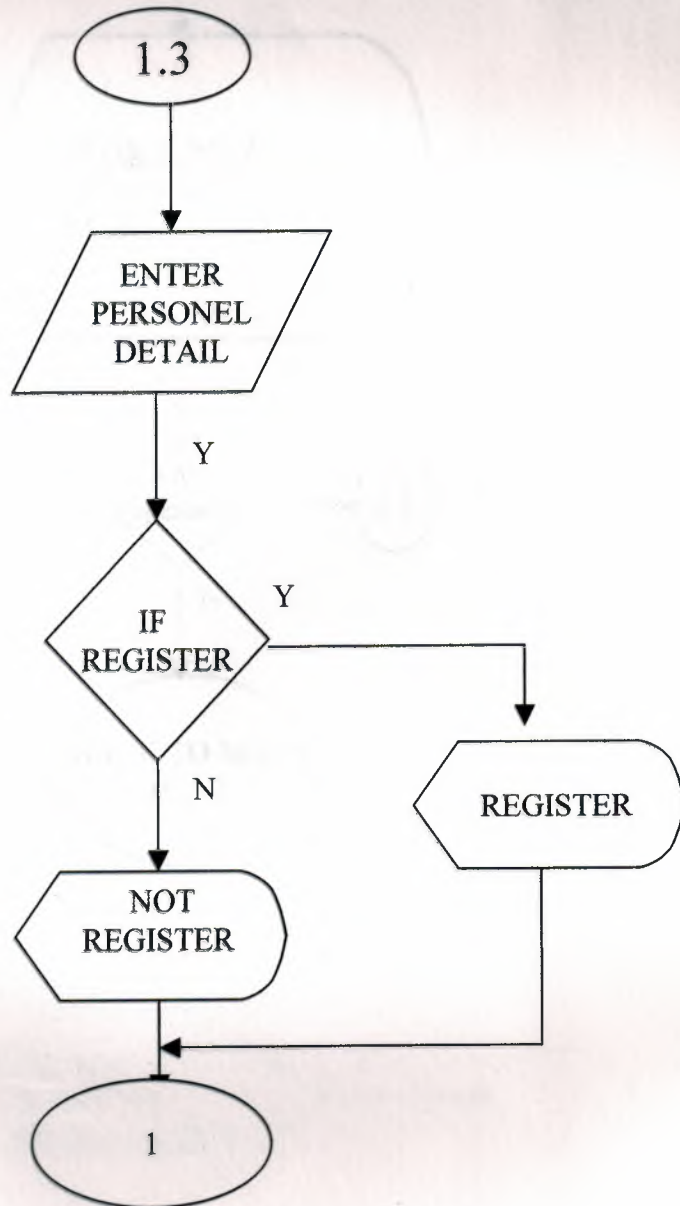 1.3
ENTER
PERSONEL
DETAIL
Y
IF
REGISTER
Y
N
REGISTER
NOT
REGISTER
1